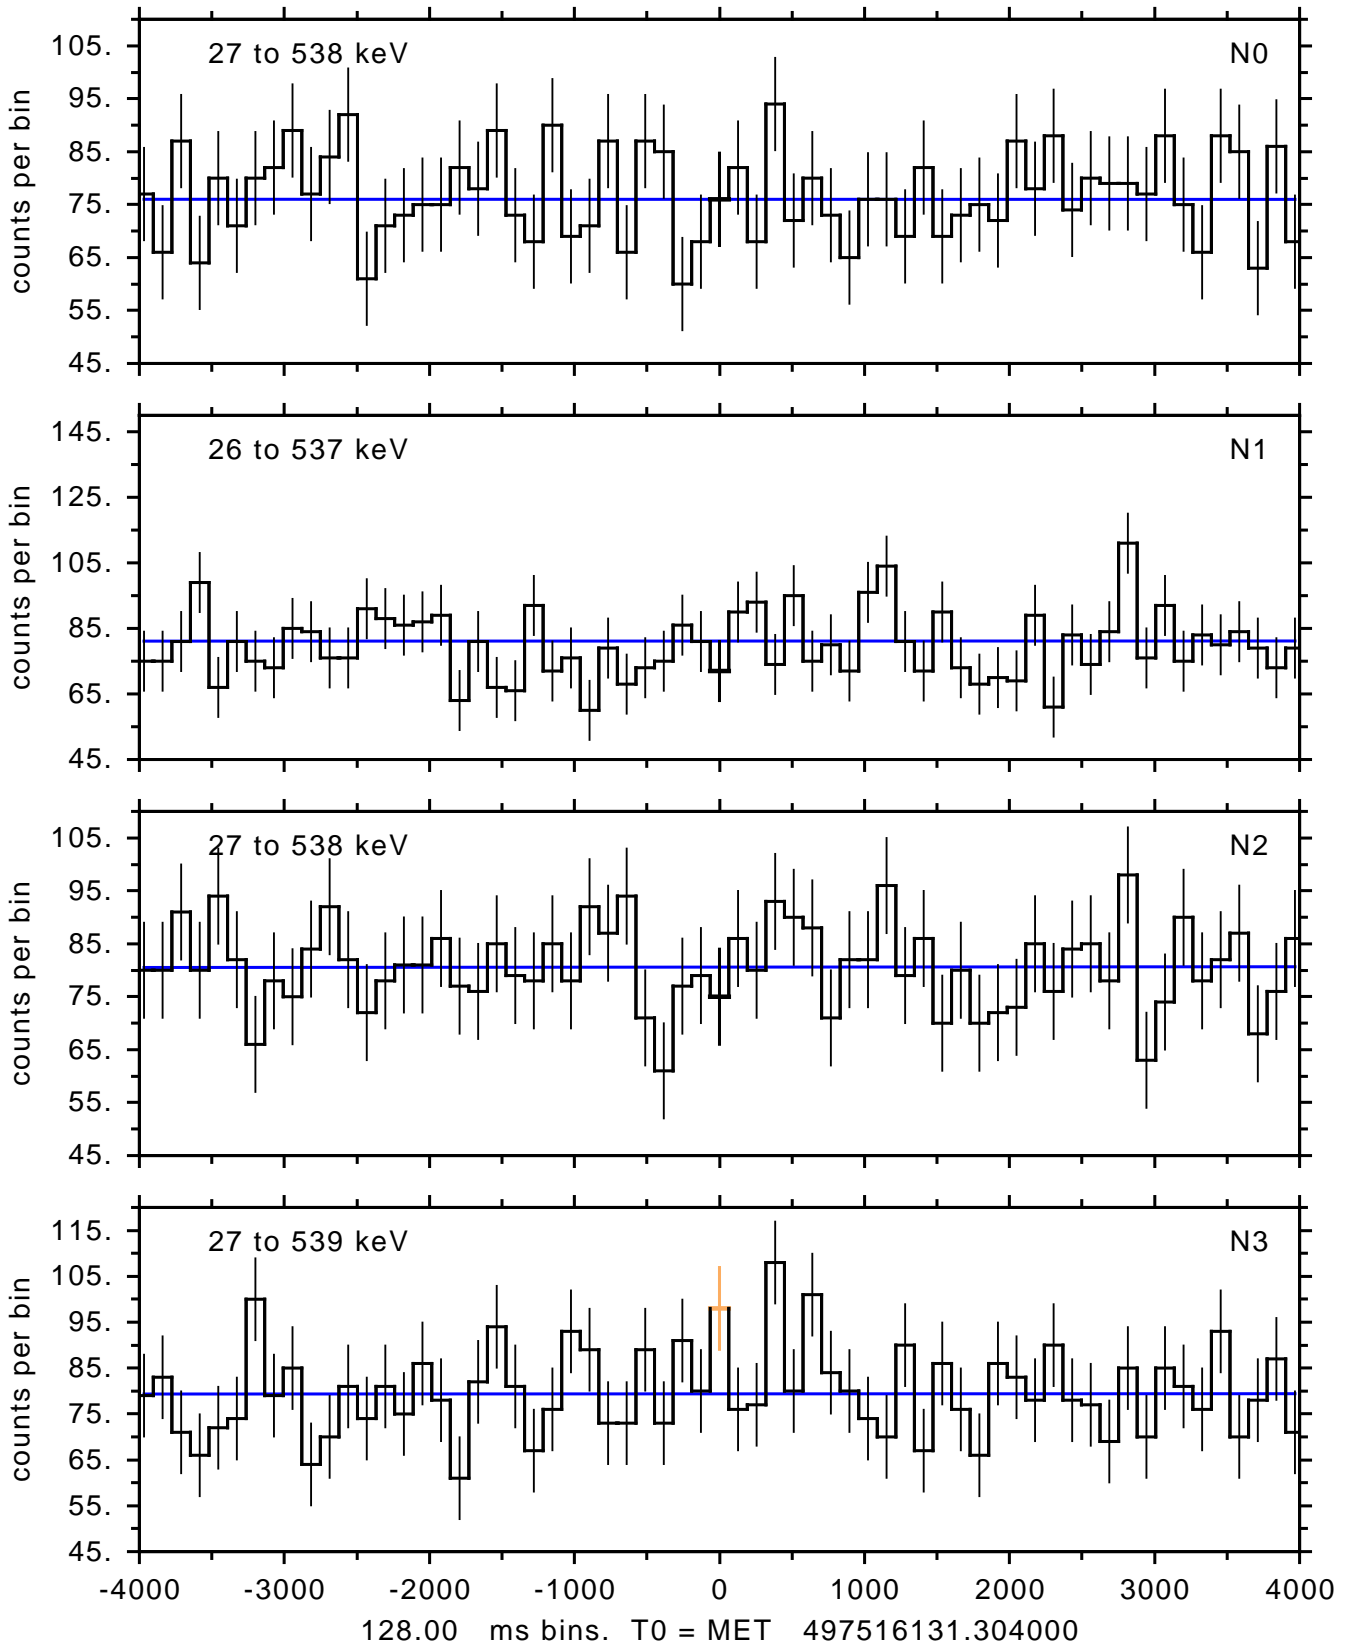 27 to 538 keV N0
105.
95.
85.
75.
65.
55.
45.
counts per bin
26 to 537 keV N1
145.
125.
105.
85.
65.
45.
counts per bin
27 to 538 keV N2
105.
95.
85.
75.
65.
55.
45.
counts per bin
27 to 539 keV N3
115.
105.
95.
85.
75.
65.
55.
45.
counts per bin
-4000 -3000 -2000 -1000 0 1000 2000 3000 4000
128.00 ms bins. T0 = MET 497516131.304000